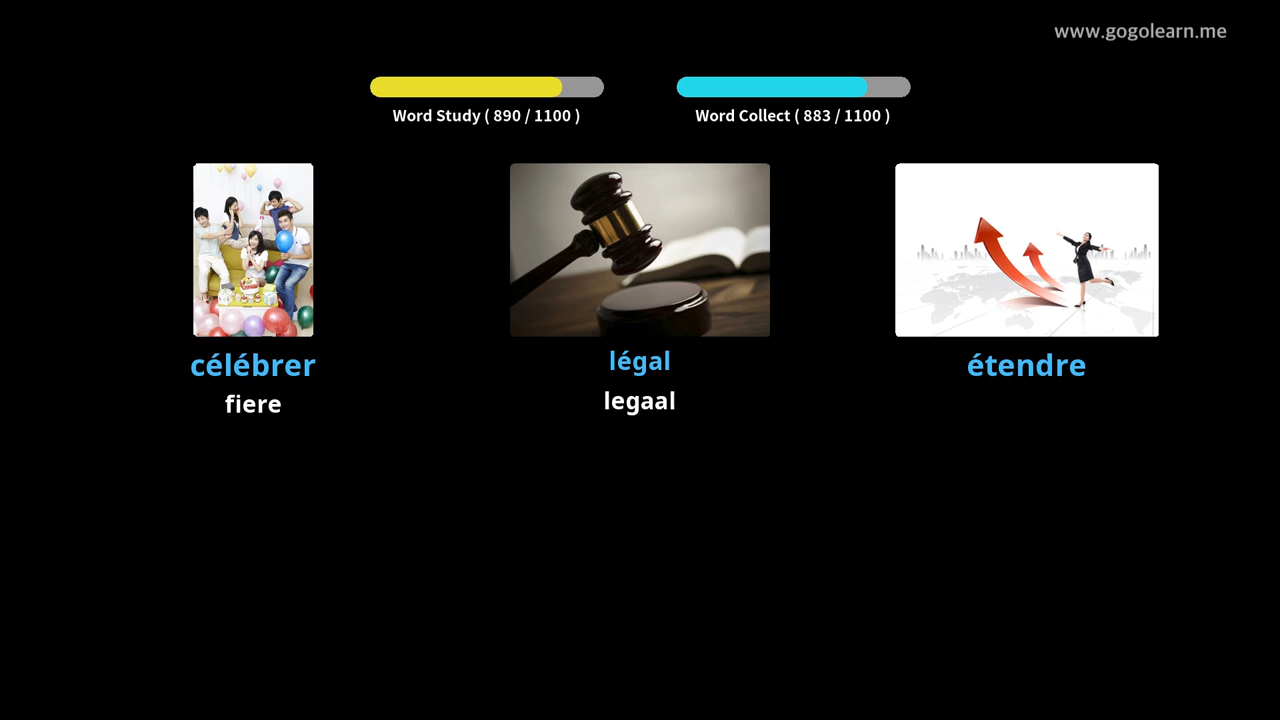 www.gogolearn.me
Word Study ( 890 / 1100 )
Word Collect ( 883 / 1100 )
célébrer
fiere
légal
legaal
étendre